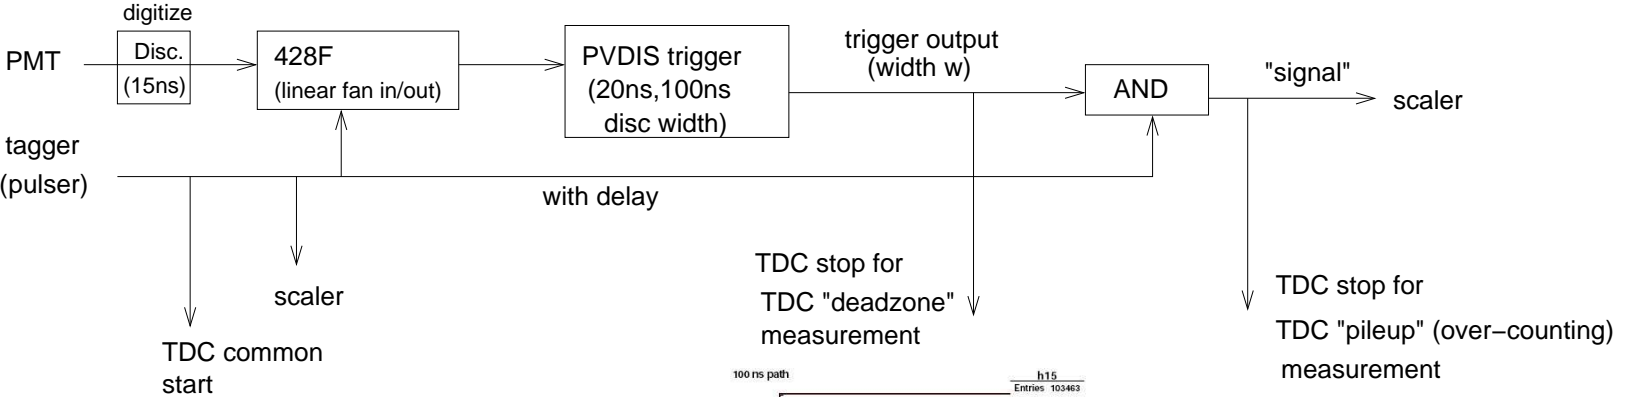 digitize
PMT
Disc.
(15ns)
428F
(linear fan in/out)
PVDIS trigger
(20ns,100ns
disc width)
trigger output
(width w)
AND
"signal"
scaler
tagger
(pulser)
with delay
scaler
TDC common
start
TDC stop for
TDC "deadzone"
measurement
TDC stop for
TDC "pileup" (over−counting)
measurement
100 ns path
h15
Entries 103463